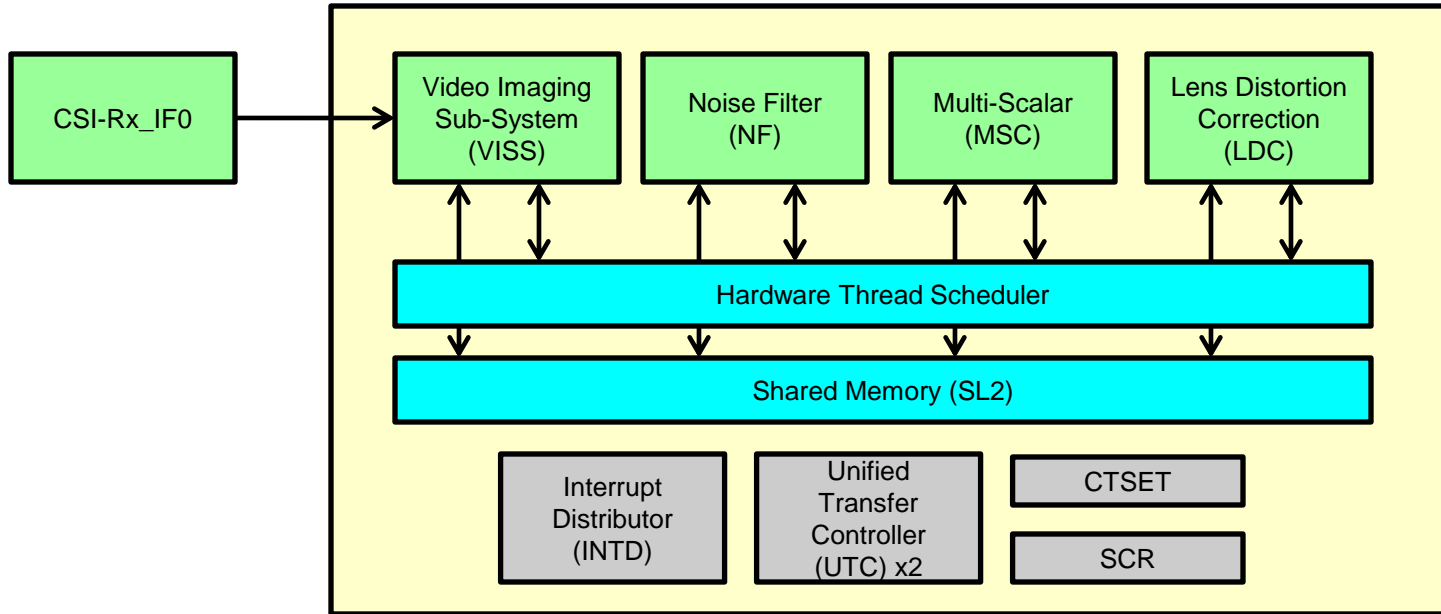 CSI-Rx_IF0
Video Imaging
Sub-System
(VISS)
Noise Filter
(NF)
Multi-Scalar
(MSC)
Lens Distortion
Correction
(LDC)
Hardware Thread Scheduler
Shared Memory (SL2)
Interrupt
Distributor
(INTD)
Unified
Transfer
Controller
(UTC) x2
CTSET
SCR